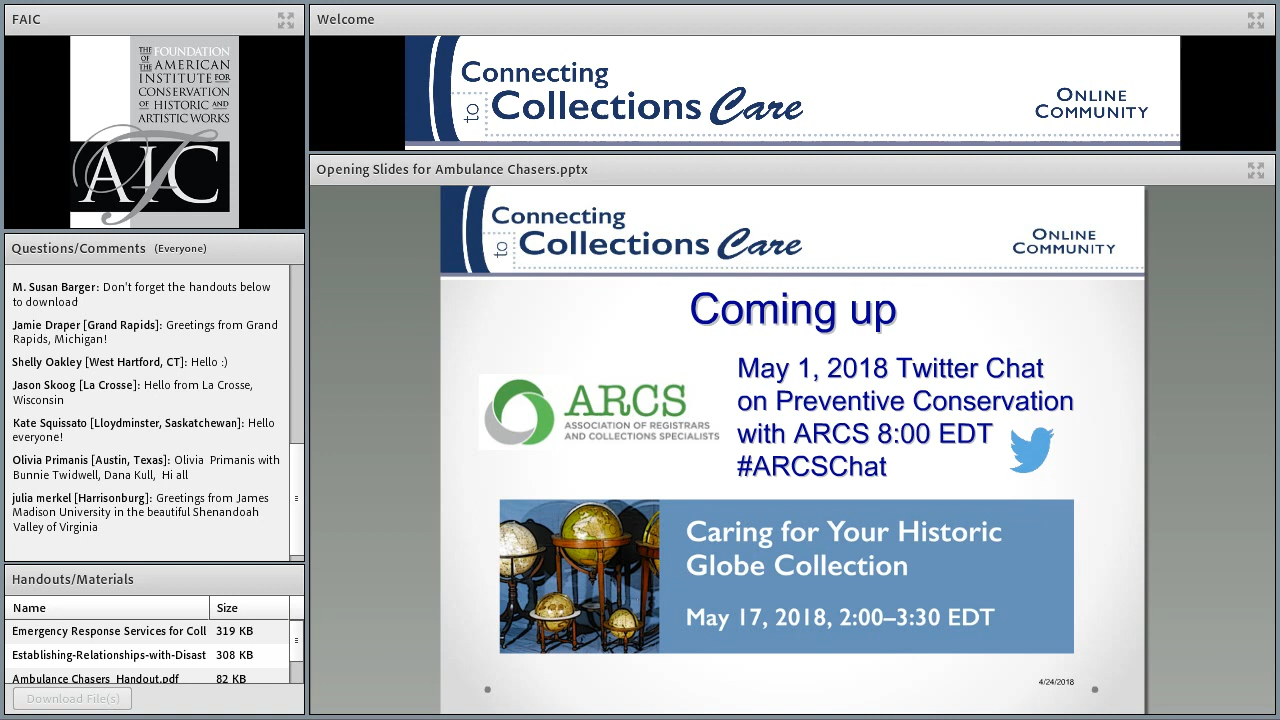 FAIC
THE FOUNDATION
OF THE AMERICAN
INSTITUTE FOR
CONSERVATION
OF HISTORIC AND
ARTISTIC WORKS
AIC
Questions/Comments (Everyone)
M. Susan Barger: Don't forget the handouts below
to download
Jamie Draper [Grand Rapids]: Greetings from Grand
Rapids, Michigan!
Shelly Oakley [West Hartford, CT]: Hello :)
Jason Skoog [La Crosse]: Hello from La Crosse,
Wisconsin
Kate Squissato [Lloydminster, Saskatchewan]: Hello
everyone!
Olivia Primanis [Austin, Texas]: Olivia Primanis with
Bunnie Twidwell, Dana Kull, Hi all
julia merkel [Harrisonburg]: Greetings from James
Madison University in the beautiful Shenandoah
Valley of Virginia
Handouts/Materials
Name Size
Emergency Response Services for Coll 319 KB
Establishing-Relationships-with-Disast 308 KB
Ambulance Chasers_Handout.pdf 82 KB
Download File(s)
Welcome
Connecting
to Collections Care
ONLINE
COMMUNITY
Opening Slides for Ambulance Chasers.pptx
Connecting
to Collections Care
ONLINE
COMMUNITY
Coming up
ARCS
ASSOCIATION OF REGISTRARS
AND COLLECTIONS SPECIALISTS
May 1, 2018 Twitter Chat
on Preventive Conservation
with ARCS 8:00 EDT
#ARCSChat
Caring for Your Historic
Globe Collection
May 17, 2018, 2:00–3:30 EDT
4/24/2018